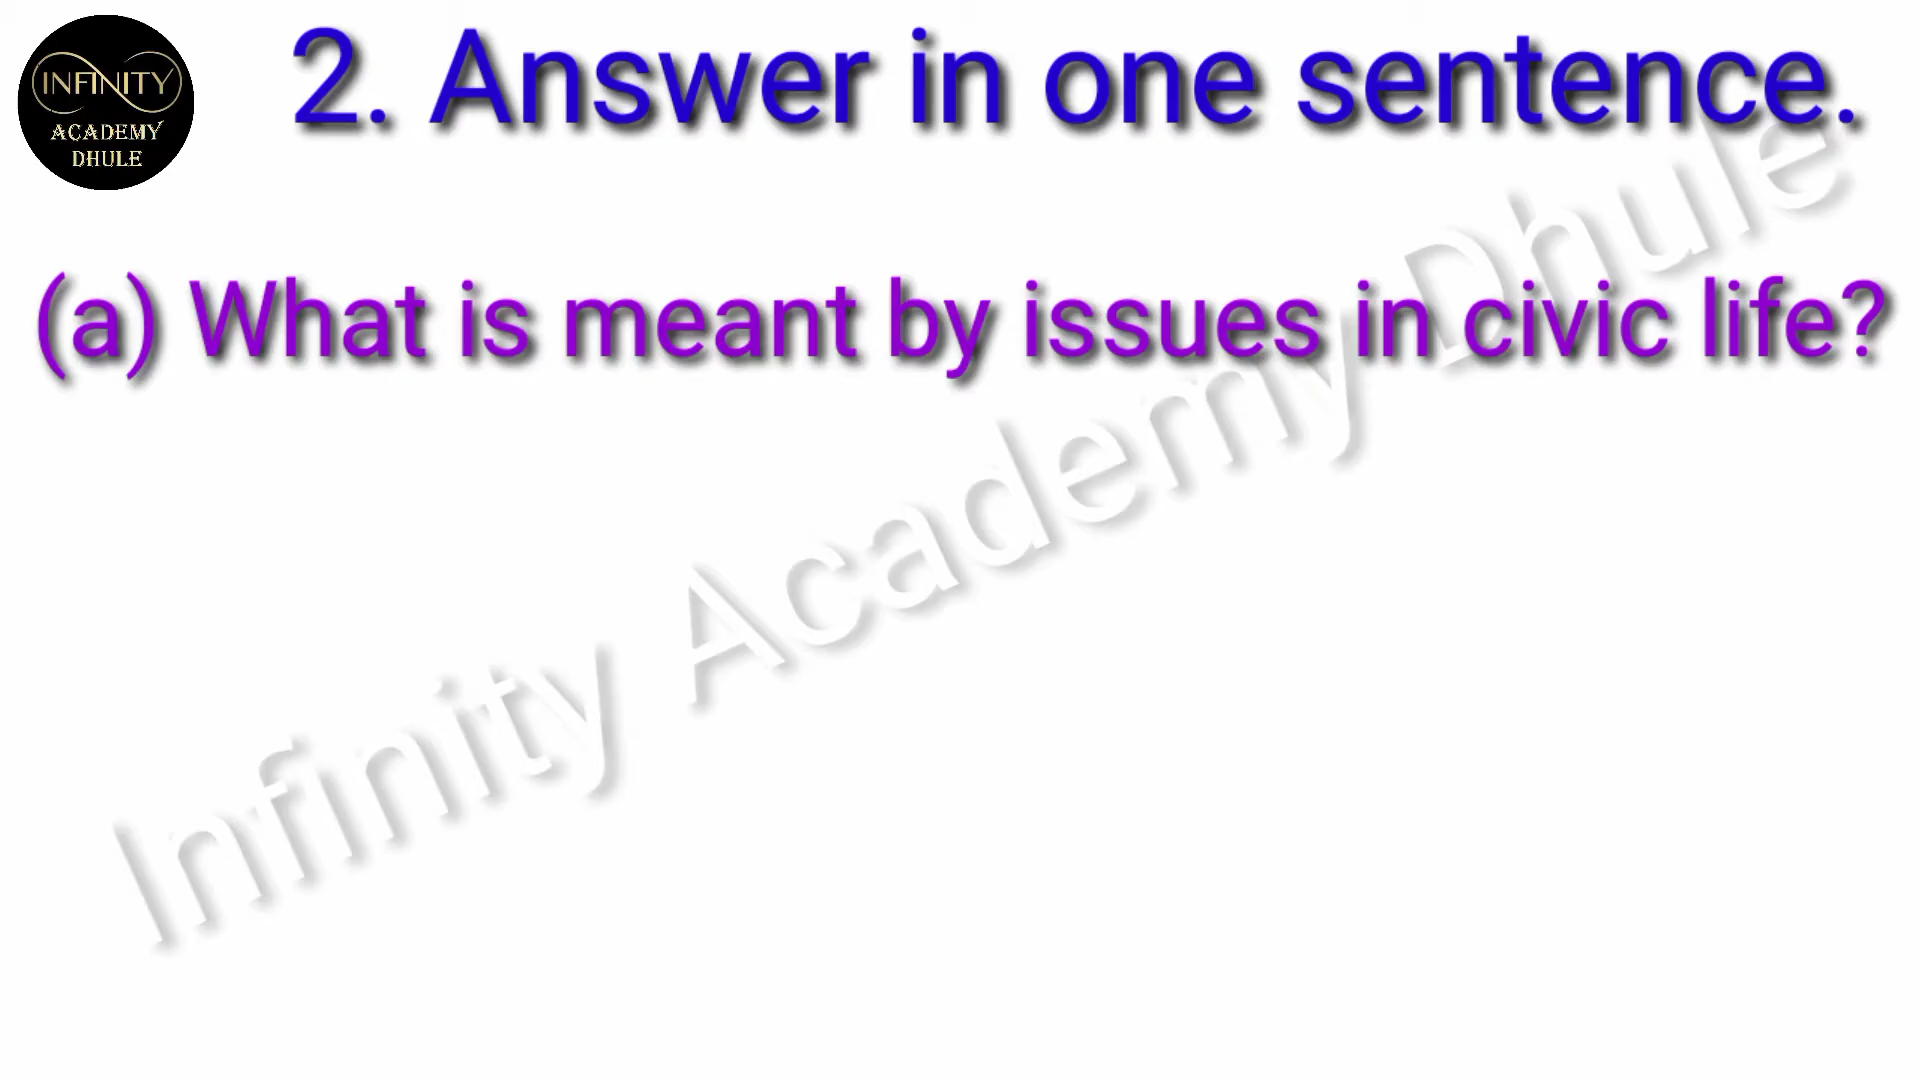 INFINITY
ACADEMY
DHULE
2. Answer in one sentence.
(a) What is meant by issues in civic life?
Infinity Academy Dhule